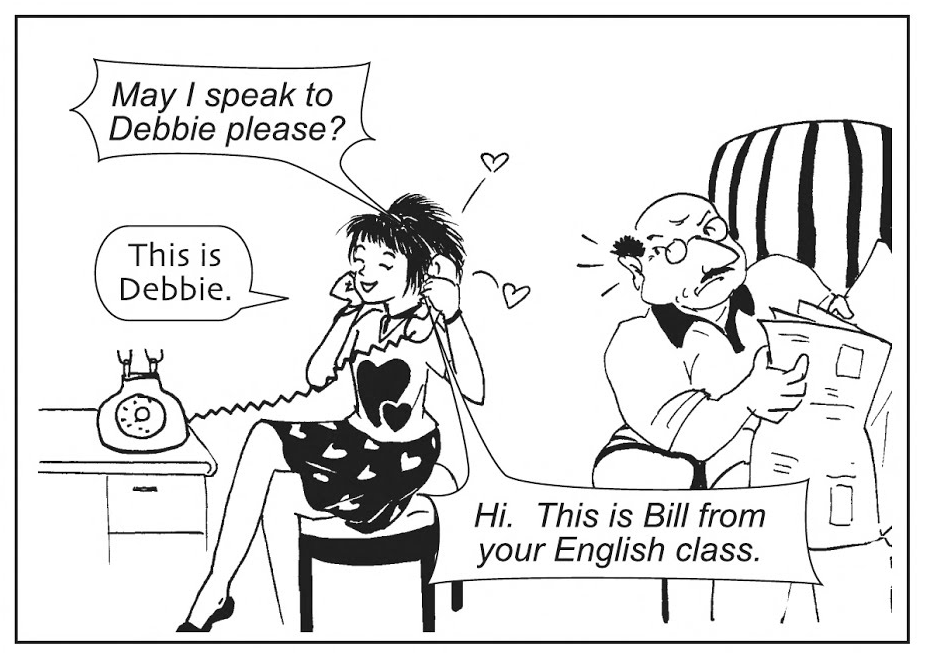 May I speak to
Debbie please?
This is
Debbie.
Hi.  This is Bill from
your English class.